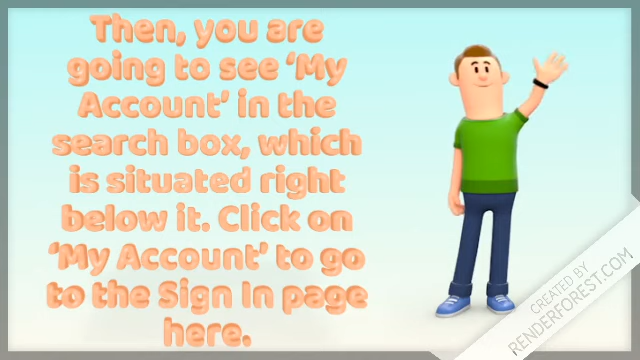 Then, you are
going to see ‘My
Account’ in the
search box, which
is situated right
below it. Click on
‘My Account’ to go
to the Sign In page
here.
CREATED BY
RENDERFOREST.COM